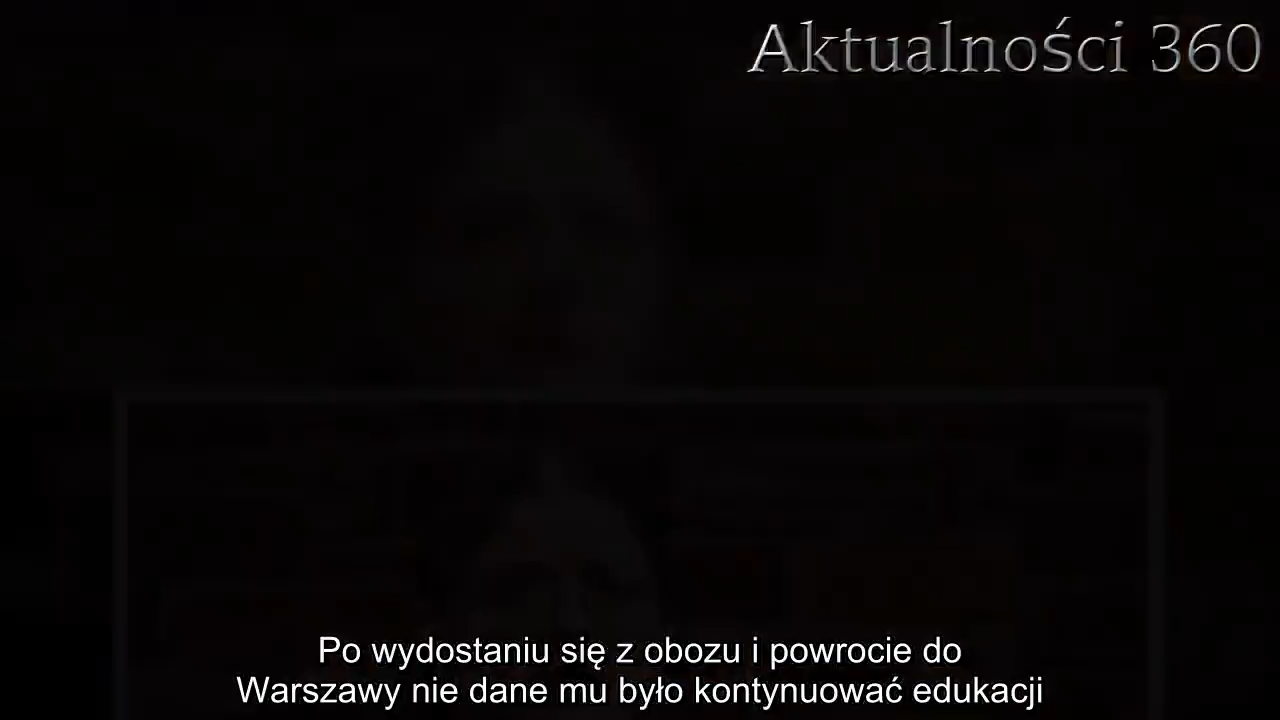 Aktualności 360
Po wydostaniu się z obozu i powrocie do
Warszawy nie dane mu było kontynuować edukacji